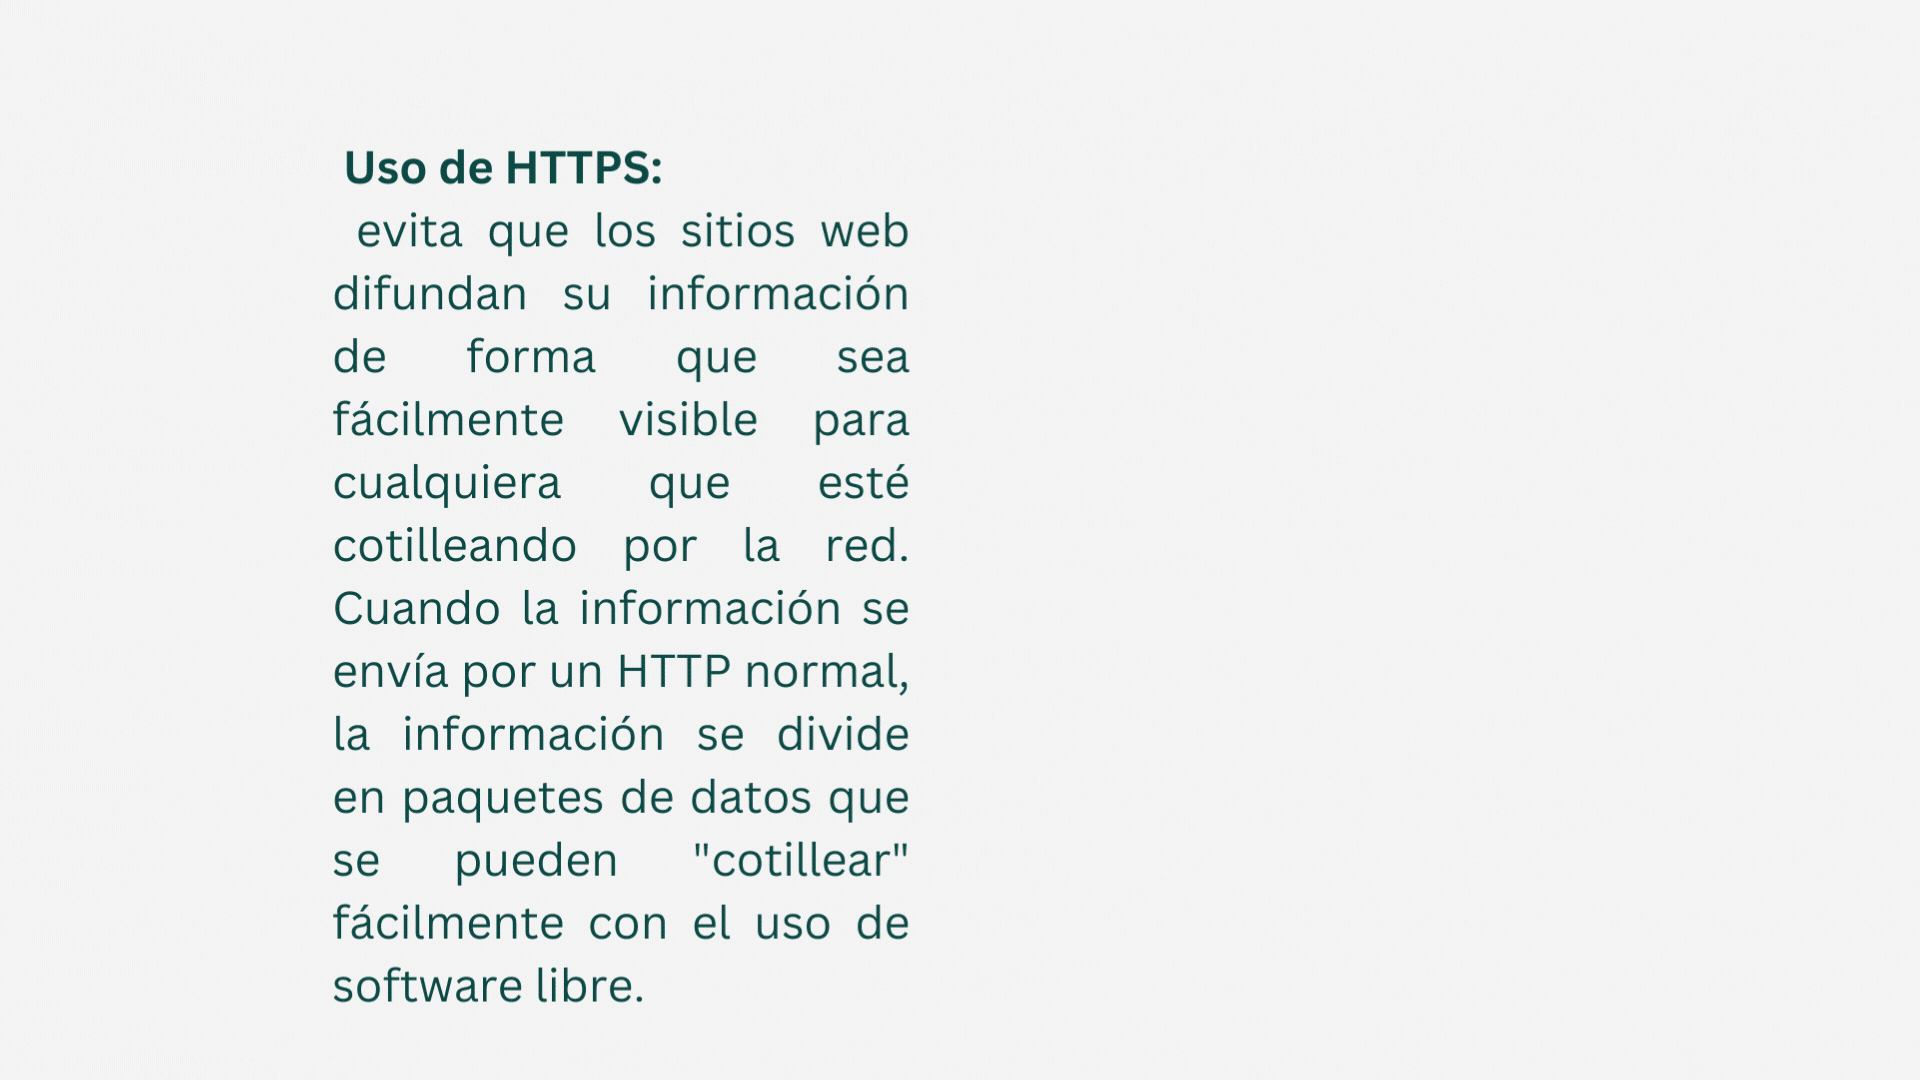 Uso de HTTPS:
evita que los sitios web
difundan su información
de forma que sea
fácilmente visible para
cualquiera que esté
cotilleando por la red.
Cuando la información se
envía por un HTTP normal,
la información se divide
en paquetes de datos que
se pueden "cotillear"
fácilmente con el uso de
software libre.